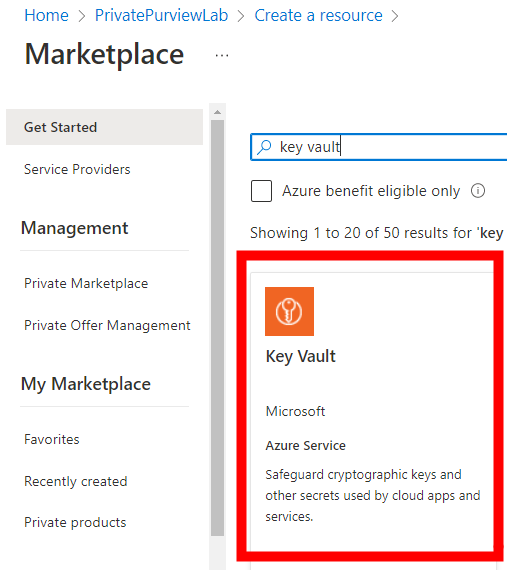 Home > PrivatePurviewLab > Create a resource >
Marketplace ...
Get Started
Service Providers
Management
Private Marketplace
Private Offer Management
My Marketplace
Favorites
Recently created
Private products
key vault
Azure benefit eligible only
Showing 1 to 20 of 50 results for 'key
Key Vault
Microsoft
Azure Service
Safeguard cryptographic keys and
other secrets used by cloud apps and
services.